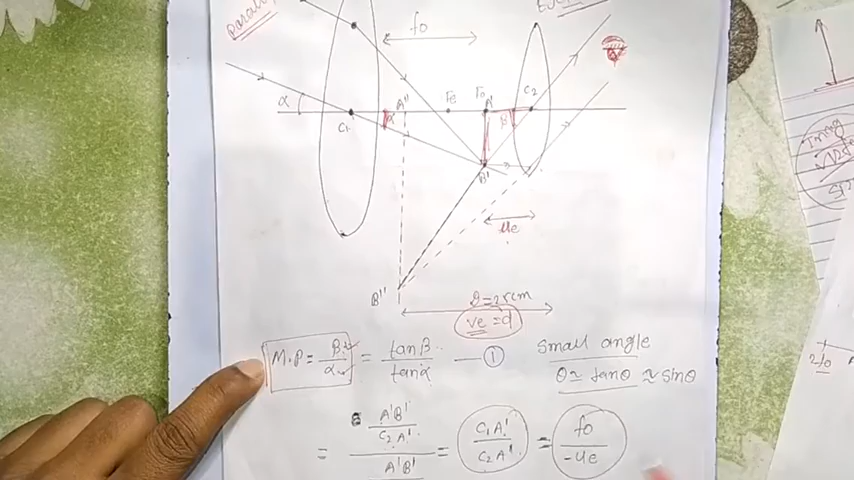 fo
α
C1
A"
Fe
Fo
A'
β
C2
B'
ue
B"
ve = d
M.P = β/α = tanβ/tanα — ①
small angle
θ ≃ tanθ ≃ sinθ
= (A'B'/C2A')/(A'B') = C1A'/C2A' = fo/-ue
2fo